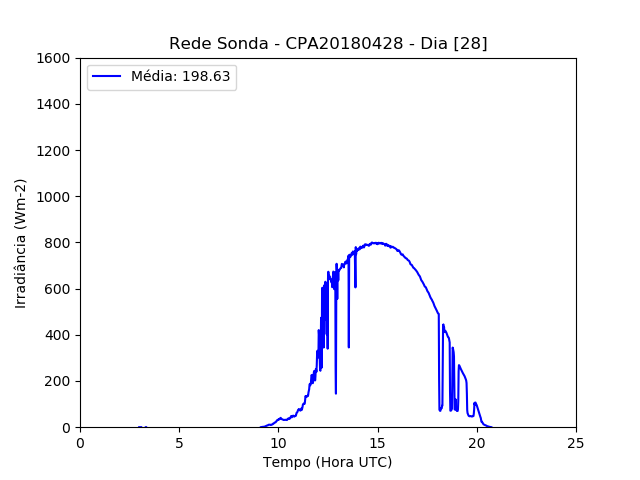 Rede Sonda - CPA20180428 - Dia [28]
Média: 198.63
Irradiância (Wm-2)
1600
1400
1200
1000
800
600
400
200
0
0 5 10 15 20 25
Tempo (Hora UTC)